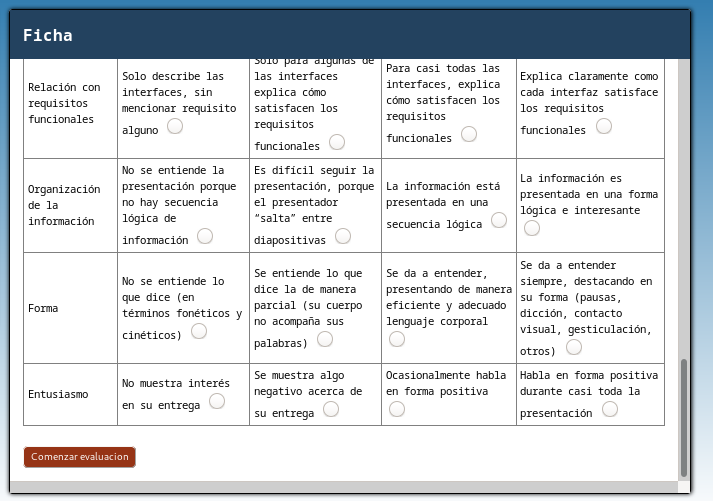 Ficha
Relación con
requisitos
funcionales
Solo describe las
interfaces, sin
mencionar requisito
alguno
Solo para algunas de
las interfaces
explica cómo
satisfacen los
requisitos
funcionales
Para casi todas las
interfaces, explica
cómo satisfacen los
requisitos
funcionales
Explica claramente como
cada interfaz satisface
los requisitos
funcionales
Organización
de la
información
No se entiende la
presentación porque
no hay secuencia
lógica de
información
Es difícil seguir la
presentación, porque
el presentador
“salta” entre
diapositivas
La información está
presentada en una
secuencia lógica
La información es
presentada en una forma
lógica e interesante
Forma
No se entiende lo
que dice (en
términos fonéticos y
cinéticos)
Se entiende lo que
dice la de manera
parcial (su cuerpo
no acompaña sus
palabras)
Se da a entender,
presentando de manera
eficiente y adecuado
lenguaje corporal
Se da a entender
siempre, destacando en
su forma (pausas,
dicción, contacto
visual, gesticulación,
otros)
Entusiasmo
No muestra interés
en su entrega
Se muestra algo
negativo acerca de
su entrega
Ocasionalmente habla
en forma positiva
Habla en forma positiva
durante casi toda la
presentación
Comenzar evaluacion